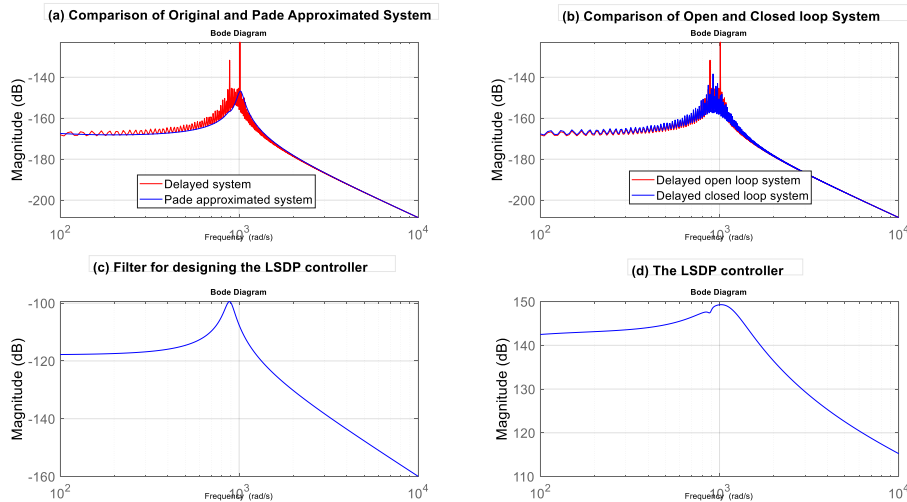 (a) Comparison of Original and Pade Approximated System
Bode Diagram
Magnitude (dB)
-140
-160
-180
-200
Delayed system
Pade approximated system
10^2
10^3
10^4
Frequency (rad/s)
(b) Comparison of Open and Closed loop System
Bode Diagram
Magnitude (dB)
-140
-160
-180
-200
Delayed open loop system
Delayed closed loop system
10^2
10^3
10^4
Frequency (rad/s)
(c) Filter for designing the LSDP controller
Bode Diagram
Magnitude (dB)
-100
-120
-140
-160
10^2
10^3
10^4
Frequency (rad/s)
(d) The LSDP controller
Bode Diagram
Magnitude (dB)
150
140
130
120
110
10^2
10^3
10^4
Frequency (rad/s)